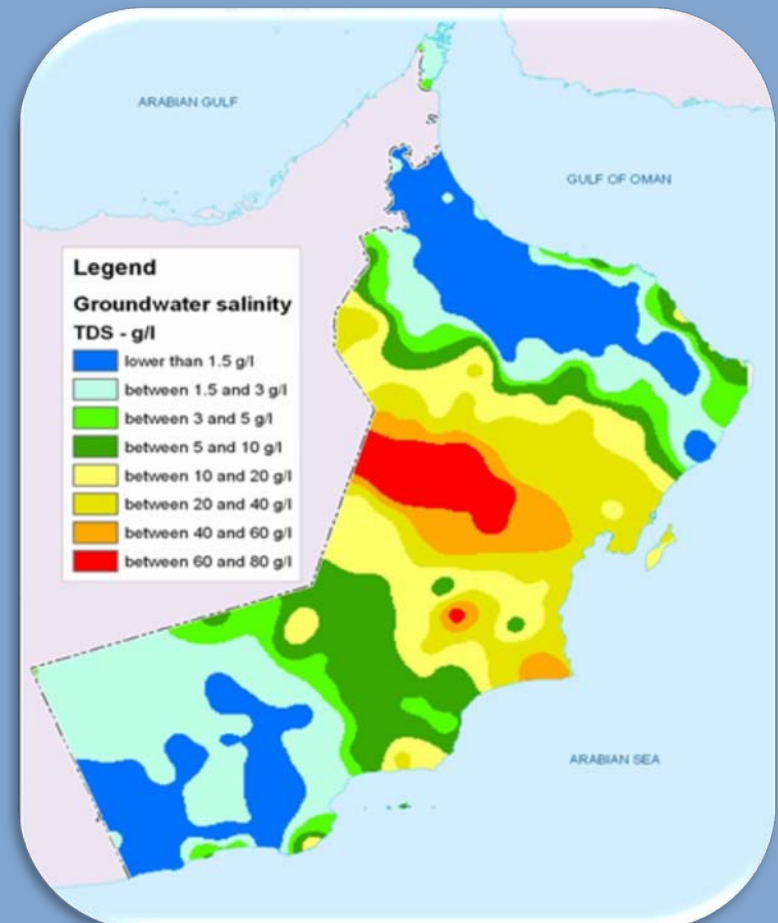 ARABIAN GULF
GULF OF OMAN
Legend
Groundwater salinity
TDS - g/l
lower than 1.5 g/l
between 1.5 and 3 g/l
between 3 and 5 g/l
between 5 and 10 g/l
between 10 and 20 g/l
between 20 and 40 g/l
between 40 and 60 g/l
between 60 and 80 g/l
ARABIAN SEA